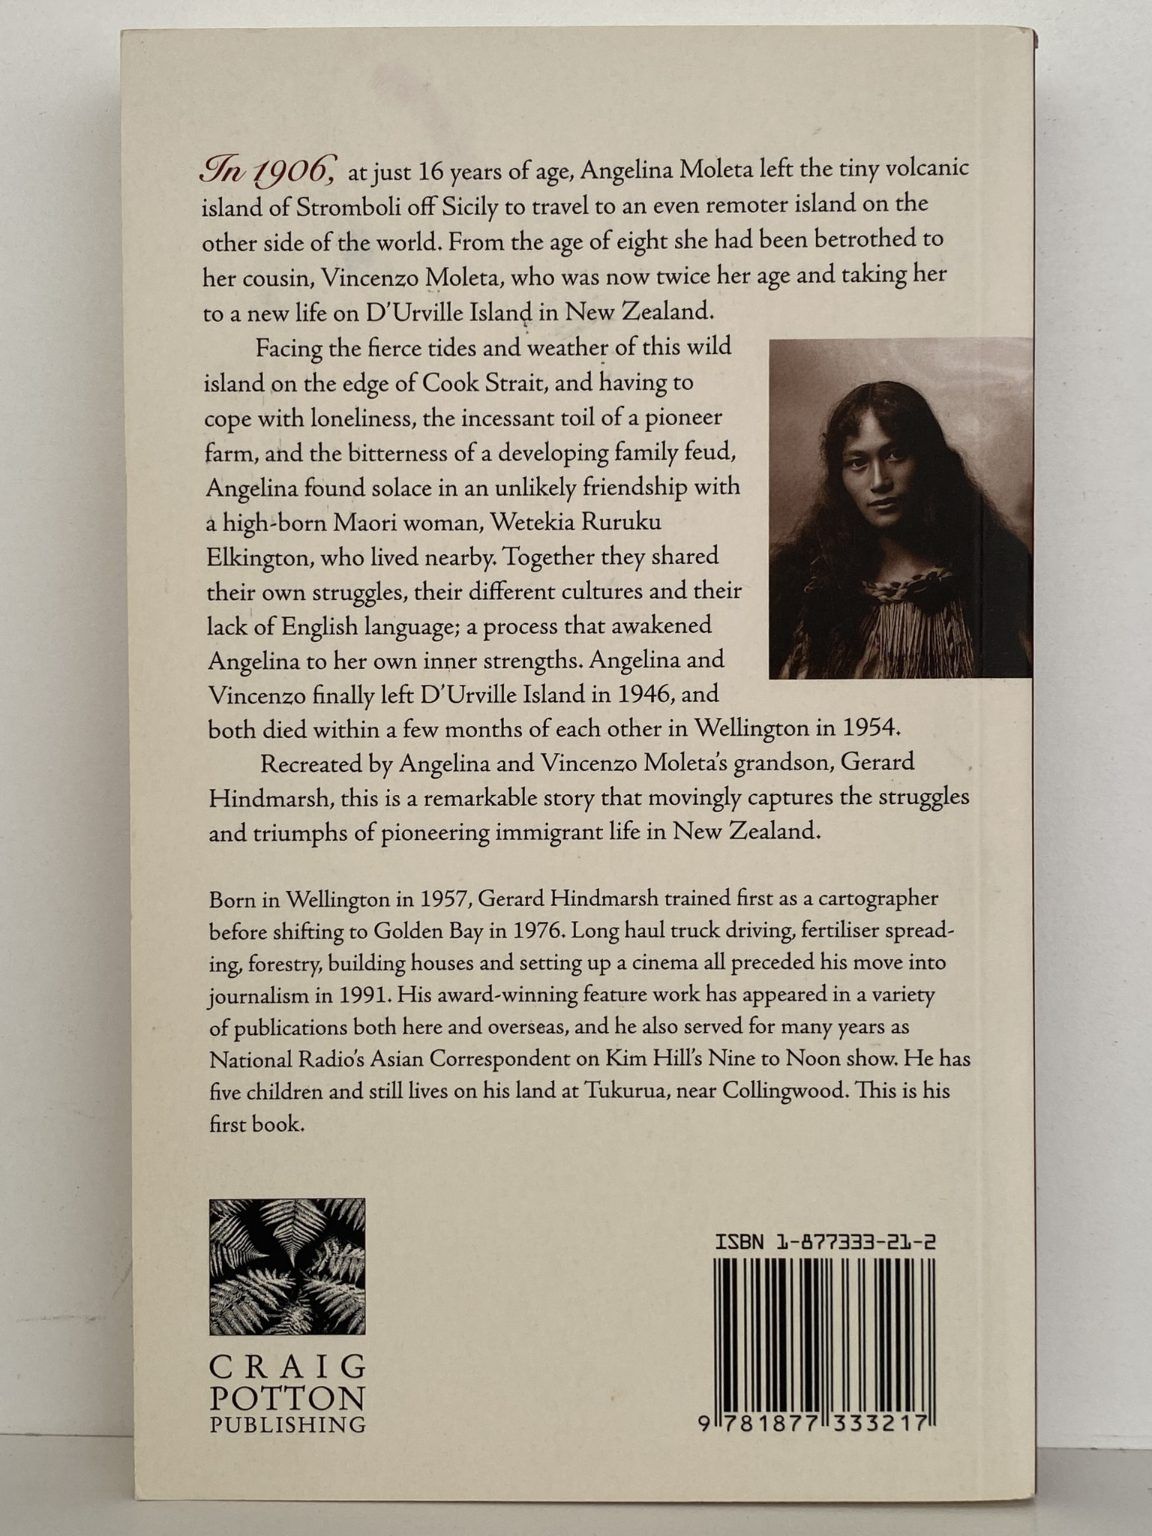 In 1906, at just 16 years of age, Angelina Moleta left the tiny volcanic
island of Stromboli off Sicily to travel to an even remoter island on the
other side of the world. From the age of eight she had been betrothed to
her cousin, Vincenzo Moleta, who was now twice her age and taking her
to a new life on D'Urville Island in New Zealand.
Facing the fierce tides and weather of this wild
island on the edge of Cook Strait, and having to
cope with loneliness, the incessant toil of a pioneer
farm, and the bitterness of a developing family feud,
Angelina found solace in an unlikely friendship with
a high-born Maori woman, Wetekia Ruruku
Elkington, who lived nearby. Together they shared
their own struggles, their different cultures and their
lack of English language; a process that awakened
Angelina to her own inner strengths. Angelina and
Vincenzo finally left D'Urville Island in 1946, and
both died within a few months of each other in Wellington in 1954.
Recreated by Angelina and Vincenzo Moleta's grandson, Gerard
Hindmarsh, this is a remarkable story that movingly captures the struggles
and triumphs of pioneering immigrant life in New Zealand.
Born in Wellington in 1957, Gerard Hindmarsh trained first as a cartographer
before shifting to Golden Bay in 1976. Long haul truck driving, fertiliser spread-
ing, forestry, building houses and setting up a cinema all preceded his move into
journalism in 1991. His award-winning feature work has appeared in a variety
of publications both here and overseas, and he also served for many years as
National Radio's Asian Correspondent on Kim Hill's Nine to Noon show. He has
five children and still lives on his land at Tukurua, near Collingwood. This is his
first book.
CRAIG
POTTON
PUBLISHING
ISBN 1-877333-21-2
9 781877 333217